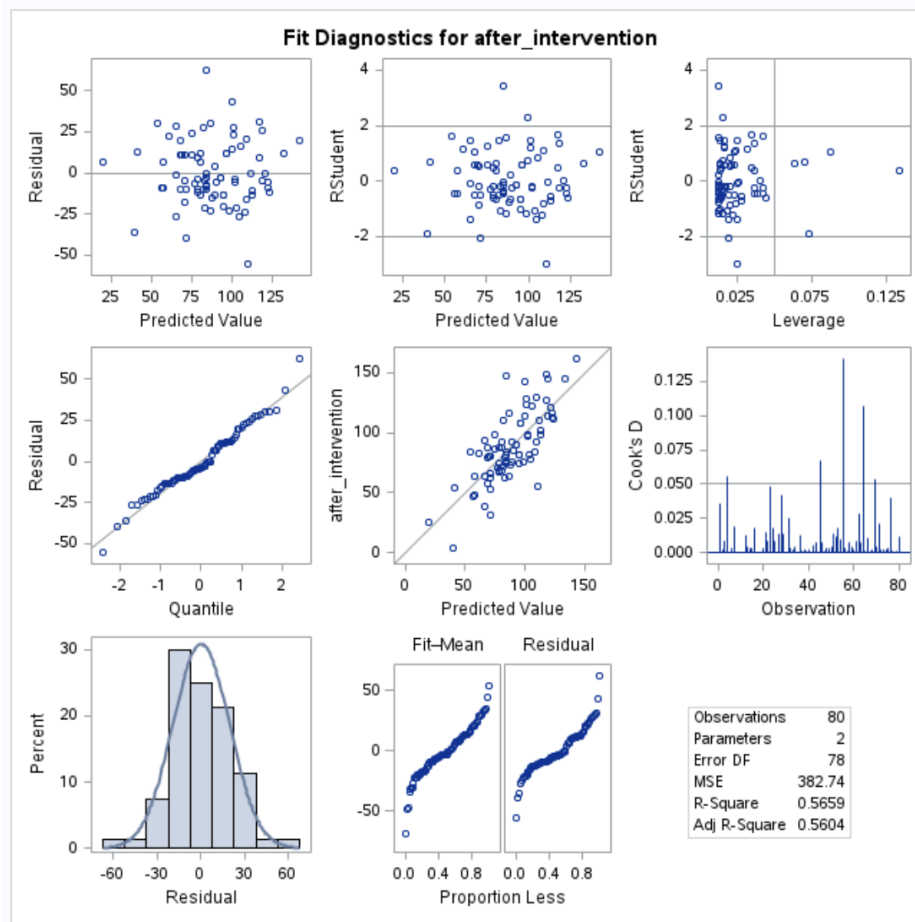 Fit Diagnostics for after_intervention
50
25
0
-25
-50
Residual
25 50 75 100 125
Predicted Value
4
2
0
-2
RStudent
25 50 75 100 125
Predicted Value
4
2
0
-2
RStudent
0.025 0.075 0.125
Leverage
50
25
0
-25
-50
Residual
-2 -1 0 1 2
Quantile
150
100
50
0
after_intervention
0 50 100 150
Predicted Value
0.125
0.100
0.075
0.050
0.025
0.000
Cook's D
0 20 40 60 80
Observation
30
20
10
0
Percent
-60 -30 0 30 60
Residual
Fit–Mean Residual
50
0
-50
0.0 0.4 0.8 0.0 0.4 0.8
Proportion Less
Observations 80
Parameters 2
Error DF 78
MSE 382.74
R-Square 0.5659
Adj R-Square 0.5604